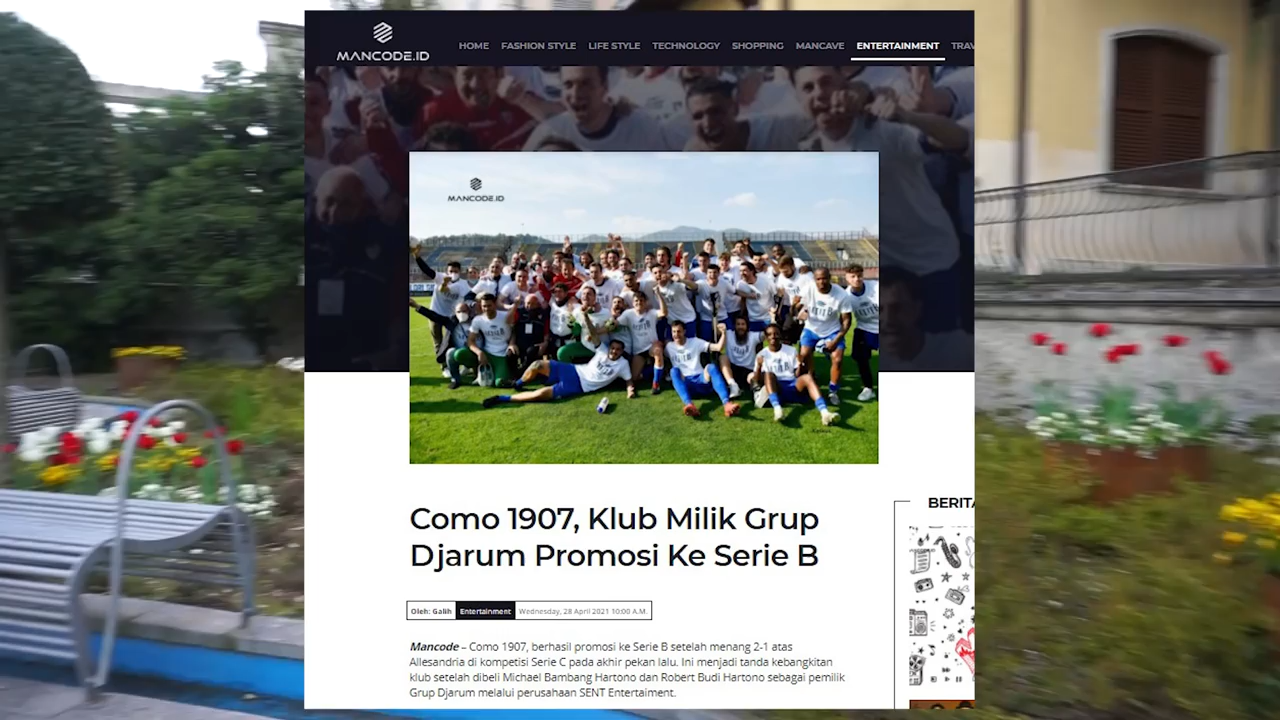 MANCODE.ID
HOME FASHION STYLE LIFE STYLE TECHNOLOGY SHOPPING MANCAVE ENTERTAINMENT
MANCODE.ID
Como 1907, Klub Milik Grup
Djarum Promosi Ke Serie B
BERITA
Oleh: Galih Entertainment Wednesday, 28 April 2021 10:00 A.M.
Mancode – Como 1907, berhasil promosi ke Serie B setelah menang 2-1 atas
Allesandria di kompetisi Serie C pada akhir pekan lalu. Ini menjadi tanda kebangkitan
klub setelah dibeli Michael Bambang Hartono dan Robert Budi Hartono sebagai pemilik
Grup Djarum melalui perusahaan SENT Entertaiment.